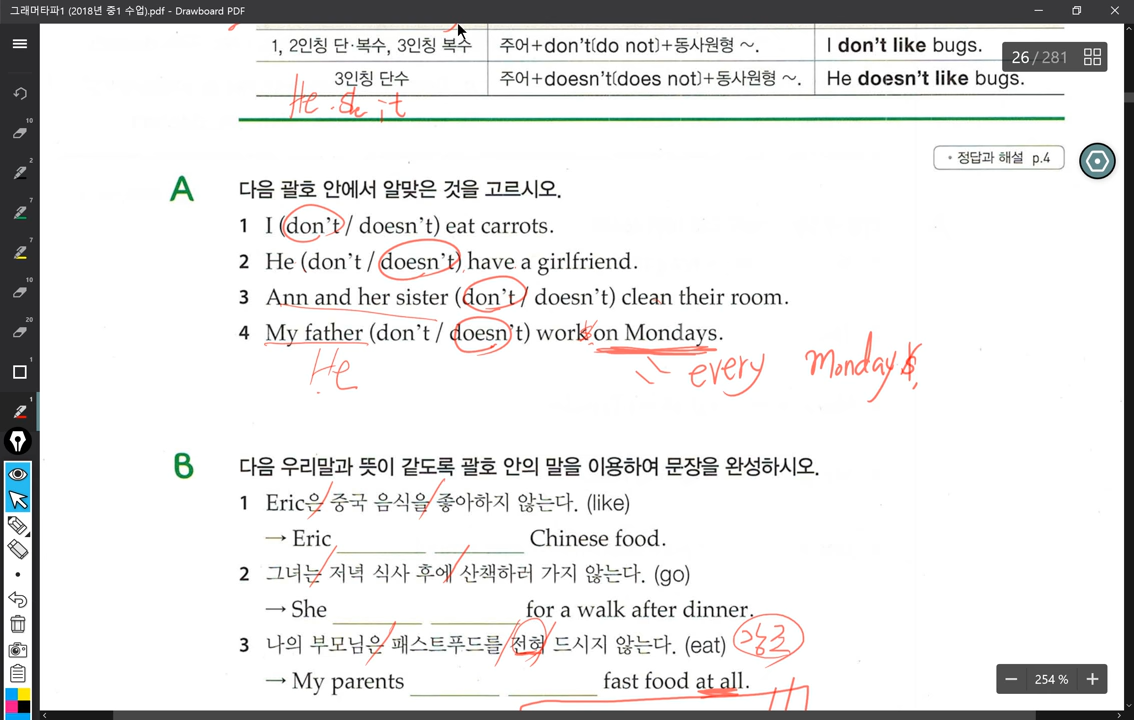 그래머타파1 (2018년 중1 수업).pdf - Drawboard PDF
1, 2인칭 단·복수, 3인칭 복수 주어+don't(do not)+동사원형 ~. I don't like bugs.
26 / 281
3인칭 단수 주어+doesn't(does not)+동사원형 ~. He doesn't like bugs.
He · she it
• 정답과 해설 p.4
A 다음 괄호 안에서 알맞은 것을 고르시오.
1 I (don't / doesn't) eat carrots.
2 He (don't / doesn't) have a girlfriend.
3 Ann and her sister (don't / doesn't) clean their room.
4 My father (don't / doesn't) work on Mondays.
He every Mondays
B 다음 우리말과 뜻이 같도록 괄호 안의 말을 이용하여 문장을 완성하시오.
1 Eric은 중국 음식을 좋아하지 않는다. (like)
→ Eric ________ ________ Chinese food.
2 그녀는 저녁 식사 후에 산책하러 가지 않는다. (go)
→ She ________ ________ for a walk after dinner.
3 나의 부모님은 패스트푸드를 전혀 드시지 않는다. (eat) 강조
→ My parents ________ ________ fast food at all.
254 %
10
2
7
7
10
20
1
1